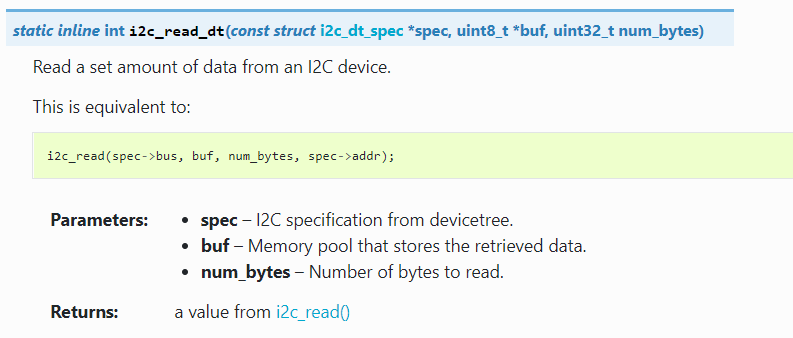 static inline int i2c_read_dt(const struct i2c_dt_spec *spec, uint8_t *buf, uint32_t num_bytes)
Read a set amount of data from an I2C device.
This is equivalent to:
i2c_read(spec->bus, buf, num_bytes, spec->addr);
Parameters:
• spec – I2C specification from devicetree.
• buf – Memory pool that stores the retrieved data.
• num_bytes – Number of bytes to read.
Returns: a value from i2c_read()